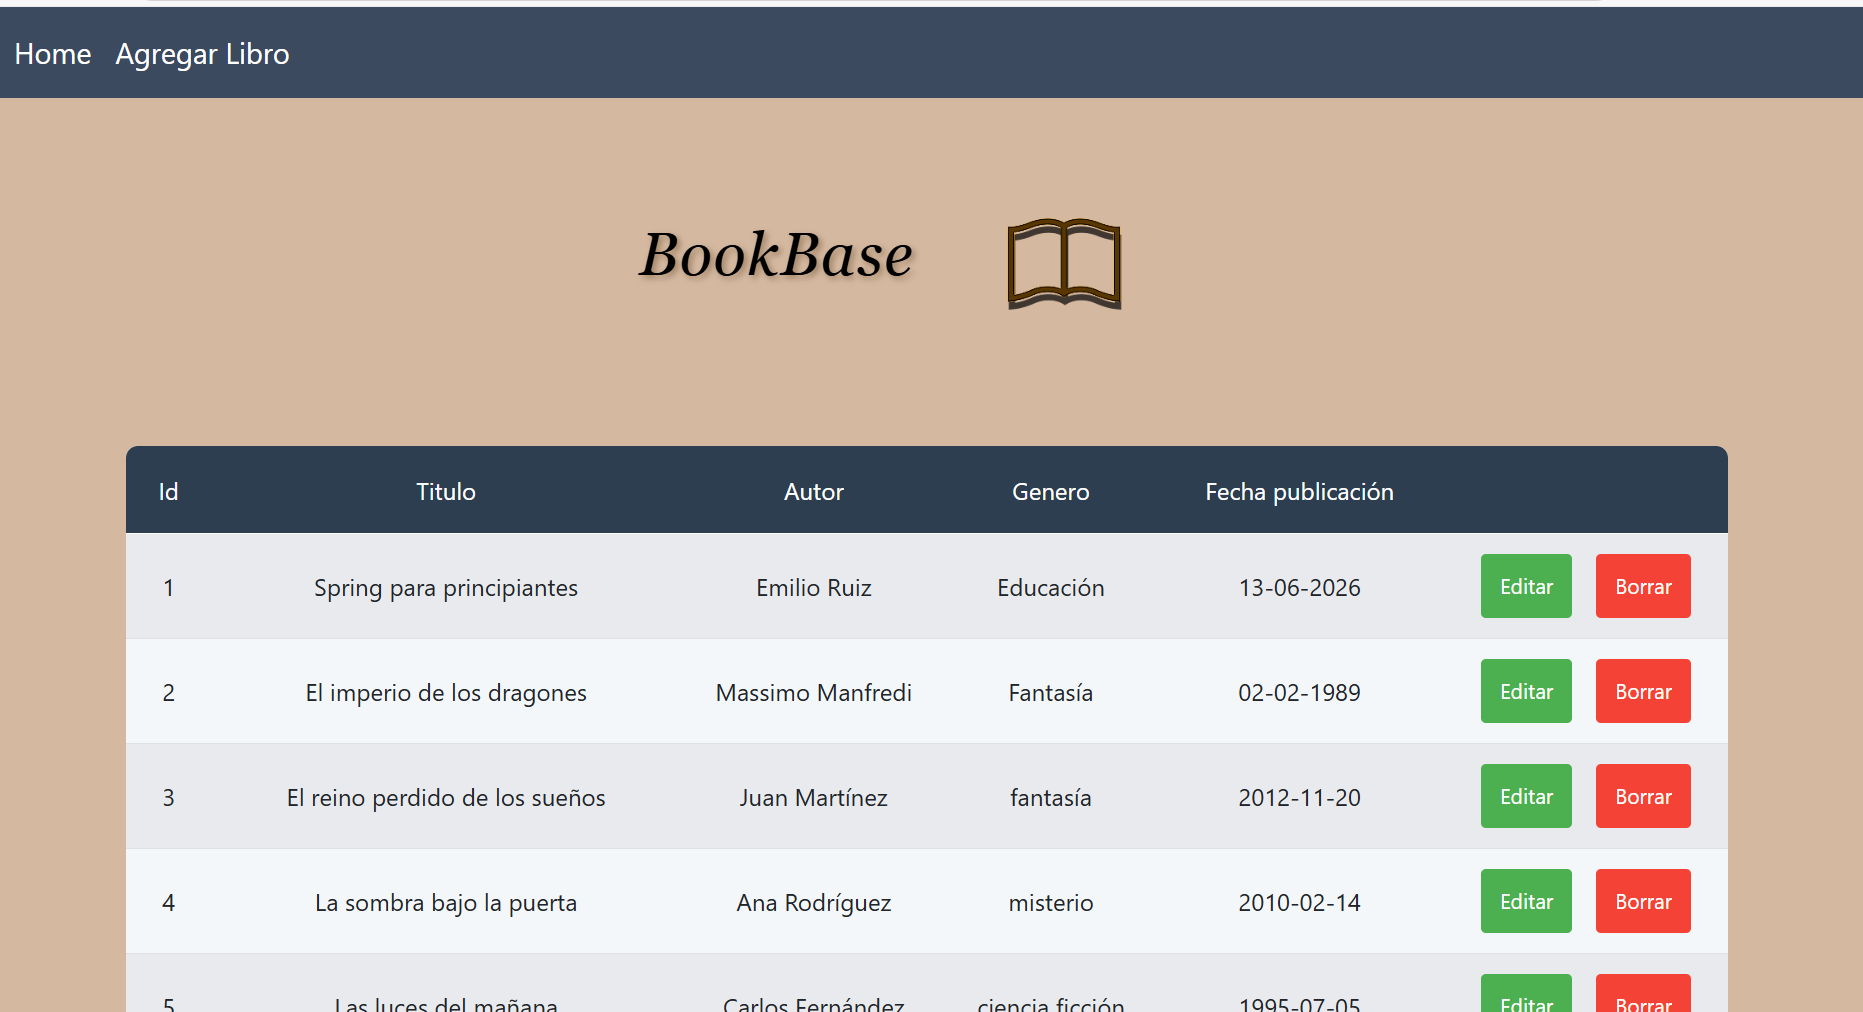 Home Agregar Libro
BookBase
Id Titulo Autor Genero Fecha publicación
1 Spring para principiantes Emilio Ruiz Educación 13-06-2026 Editar Borrar
2 El imperio de los dragones Massimo Manfredi Fantasía 02-02-1989 Editar Borrar
3 El reino perdido de los sueños Juan Martínez fantasía 2012-11-20 Editar Borrar
4 La sombra bajo la puerta Ana Rodríguez misterio 2010-02-14 Editar Borrar
5 Las luces del mañana Carlos Fernández ciencia ficción 1995-07-05 Editar Borrar